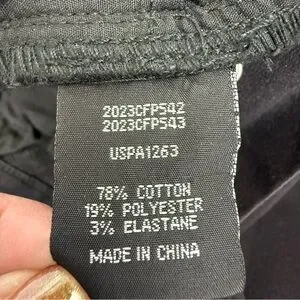 2023CFP542
2023CFP543
USPA1263
78% COTTON
19% POLYESTER
3% ELASTANE
MADE IN CHINA